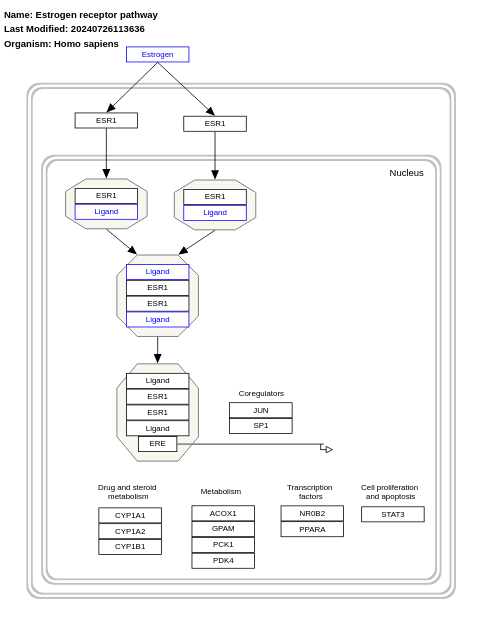 Name: Estrogen receptor pathway
Last Modified: 20240726113636
Organism: Homo sapiens
Estrogen
ESR1
ESR1
Nucleus
ESR1
Ligand
ESR1
Ligand
Ligand
ESR1
ESR1
Ligand
Ligand
ESR1
ESR1
Ligand
ERE
Coregulators
JUN
SP1
Drug and steroid
metabolism
CYP1A1
CYP1A2
CYP1B1
Metabolism
ACOX1
GPAM
PCK1
PDK4
Transcription
factors
NR0B2
PPARA
Cell proliferation
and apoptosis
STAT3